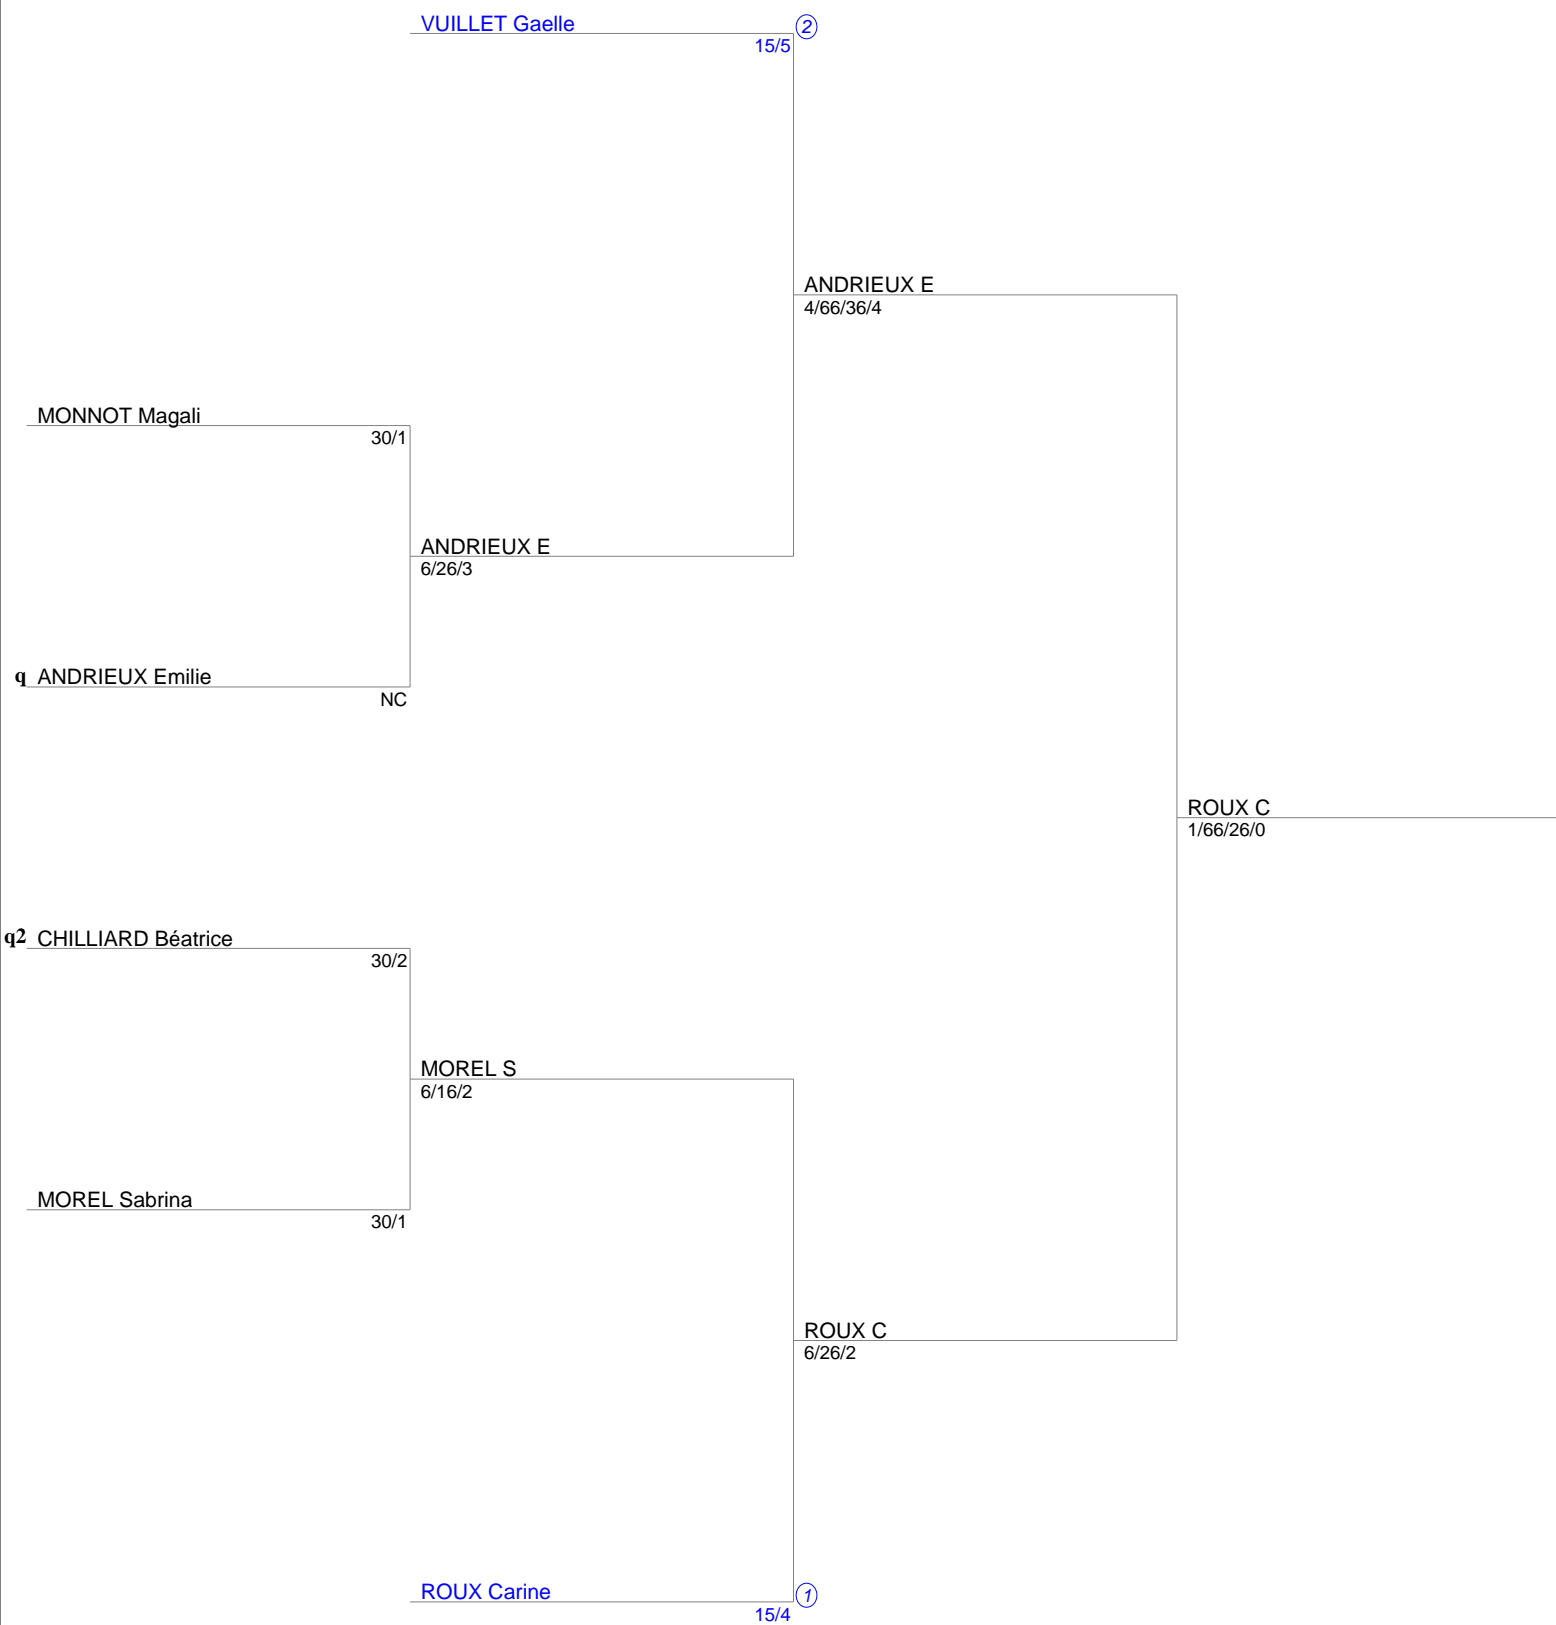 VUILLET Gaelle
2
15/5
ANDRIEUX E
4/66/36/4
MONNOT Magali
30/1
ANDRIEUX E
6/26/3
q ANDRIEUX Emilie
NC
ROUX C
1/66/26/0
q2 CHILLIARD Béatrice
30/2
MOREL S
6/16/2
MOREL Sabrina
30/1
ROUX C
6/26/2
ROUX Carine
1
15/4